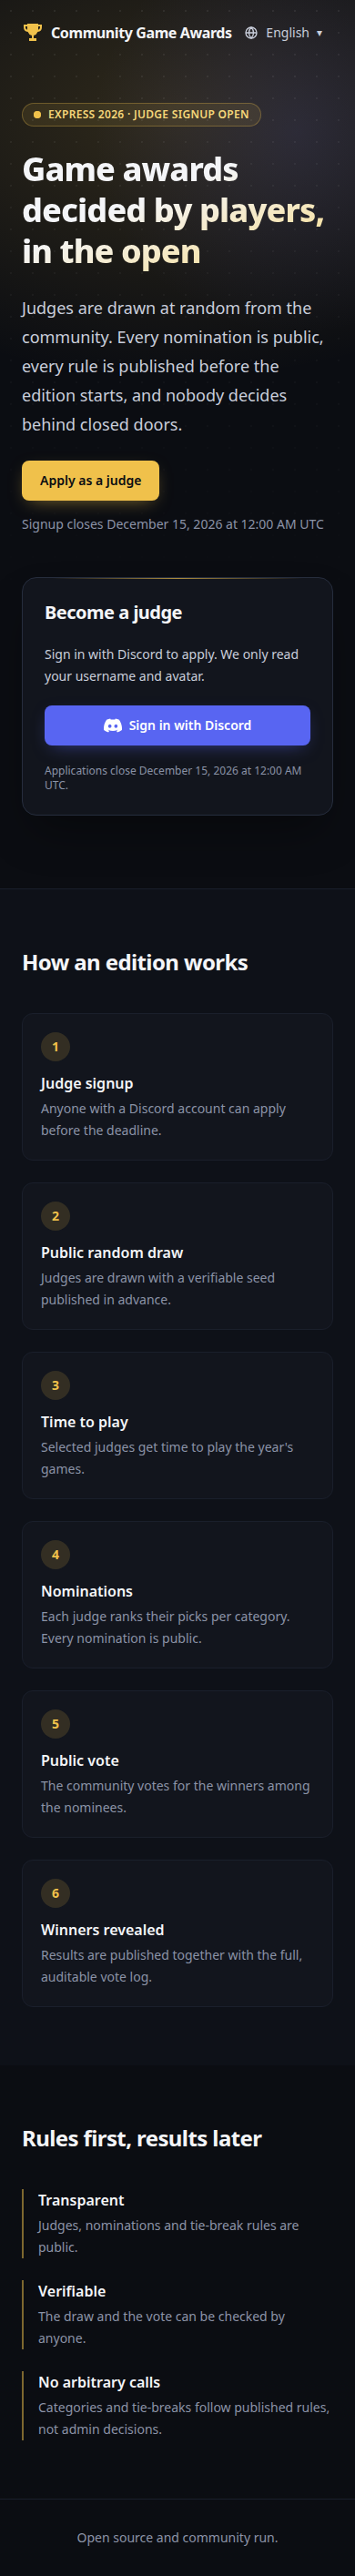 Community Game Awards
English ▼
EXPRESS 2026 · JUDGE SIGNUP OPEN
Game awards
decided by players,
in the open
Judges are drawn at random from the
community. Every nomination is public,
every rule is published before the
edition starts, and nobody decides
behind closed doors.
Apply as a judge
Signup closes December 15, 2026 at 12:00 AM UTC
Become a judge
Sign in with Discord to apply. We only read
your username and avatar.
Sign in with Discord
Applications close December 15, 2026 at 12:00 AM
UTC.
How an edition works
1
Judge signup
Anyone with a Discord account can apply
before the deadline.
2
Public random draw
Judges are drawn with a verifiable seed
published in advance.
3
Time to play
Selected judges get time to play the year's
games.
4
Nominations
Each judge ranks their picks per category.
Every nomination is public.
5
Public vote
The community votes for the winners among
the nominees.
6
Winners revealed
Results are published together with the full,
auditable vote log.
Rules first, results later
Transparent
Judges, nominations and tie-break rules are
public.
Verifiable
The draw and the vote can be checked by
anyone.
No arbitrary calls
Categories and tie-breaks follow published rules,
not admin decisions.
Open source and community run.